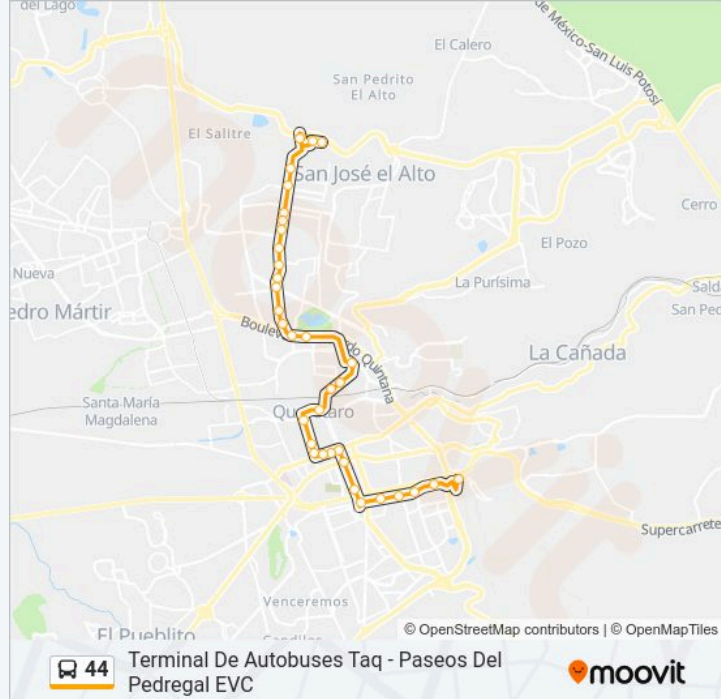 del Lago
El Calero
de México-San Luis Potosí
San Pedrito
El Alto
El Salitre
San José el Alto
Cerro
El Pozo
Nueva
La Purísima
Sald
edro Mártir
San Ped
Boulev
do Quintana
La Cañada
Santa María
Magdalena
Qu taro
Supercarrete
Venceremos
El Pueblito
© OpenStreetMap contributors | © OpenMapTiles
44
Terminal De Autobuses Taq - Paseos Del
Pedregal EVC
moovit